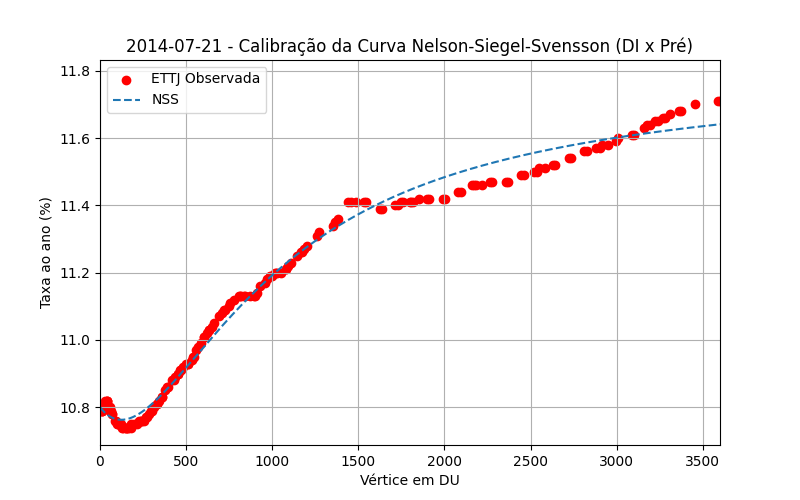 2014-07-21 - Calibração da Curva Nelson-Siegel-Svensson (DI x Pré)
ETTJ Observada
NSS
Taxa ao ano (%)
11.8
11.6
11.4
11.2
11.0
10.8
0 500 1000 1500 2000 2500 3000 3500
Vértice em DU